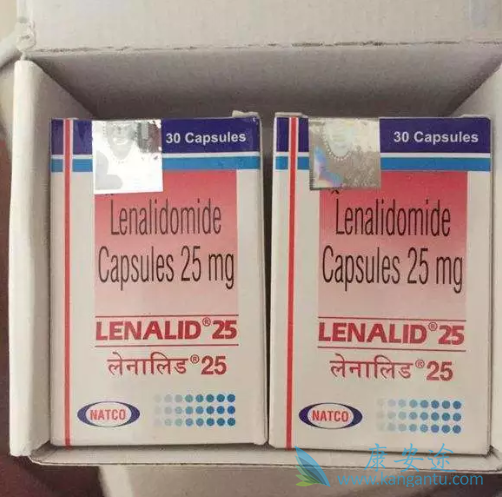 30 Capsules
Lenalidomide
Capsules 25 mg
LENALID®25
लेनालिड®25
NATCO
30 Capsules
Lenalidomide
Capsules 25 mg
LENALID®25
लेनालिड®25
NATCO
康安途
www.kangantu.com